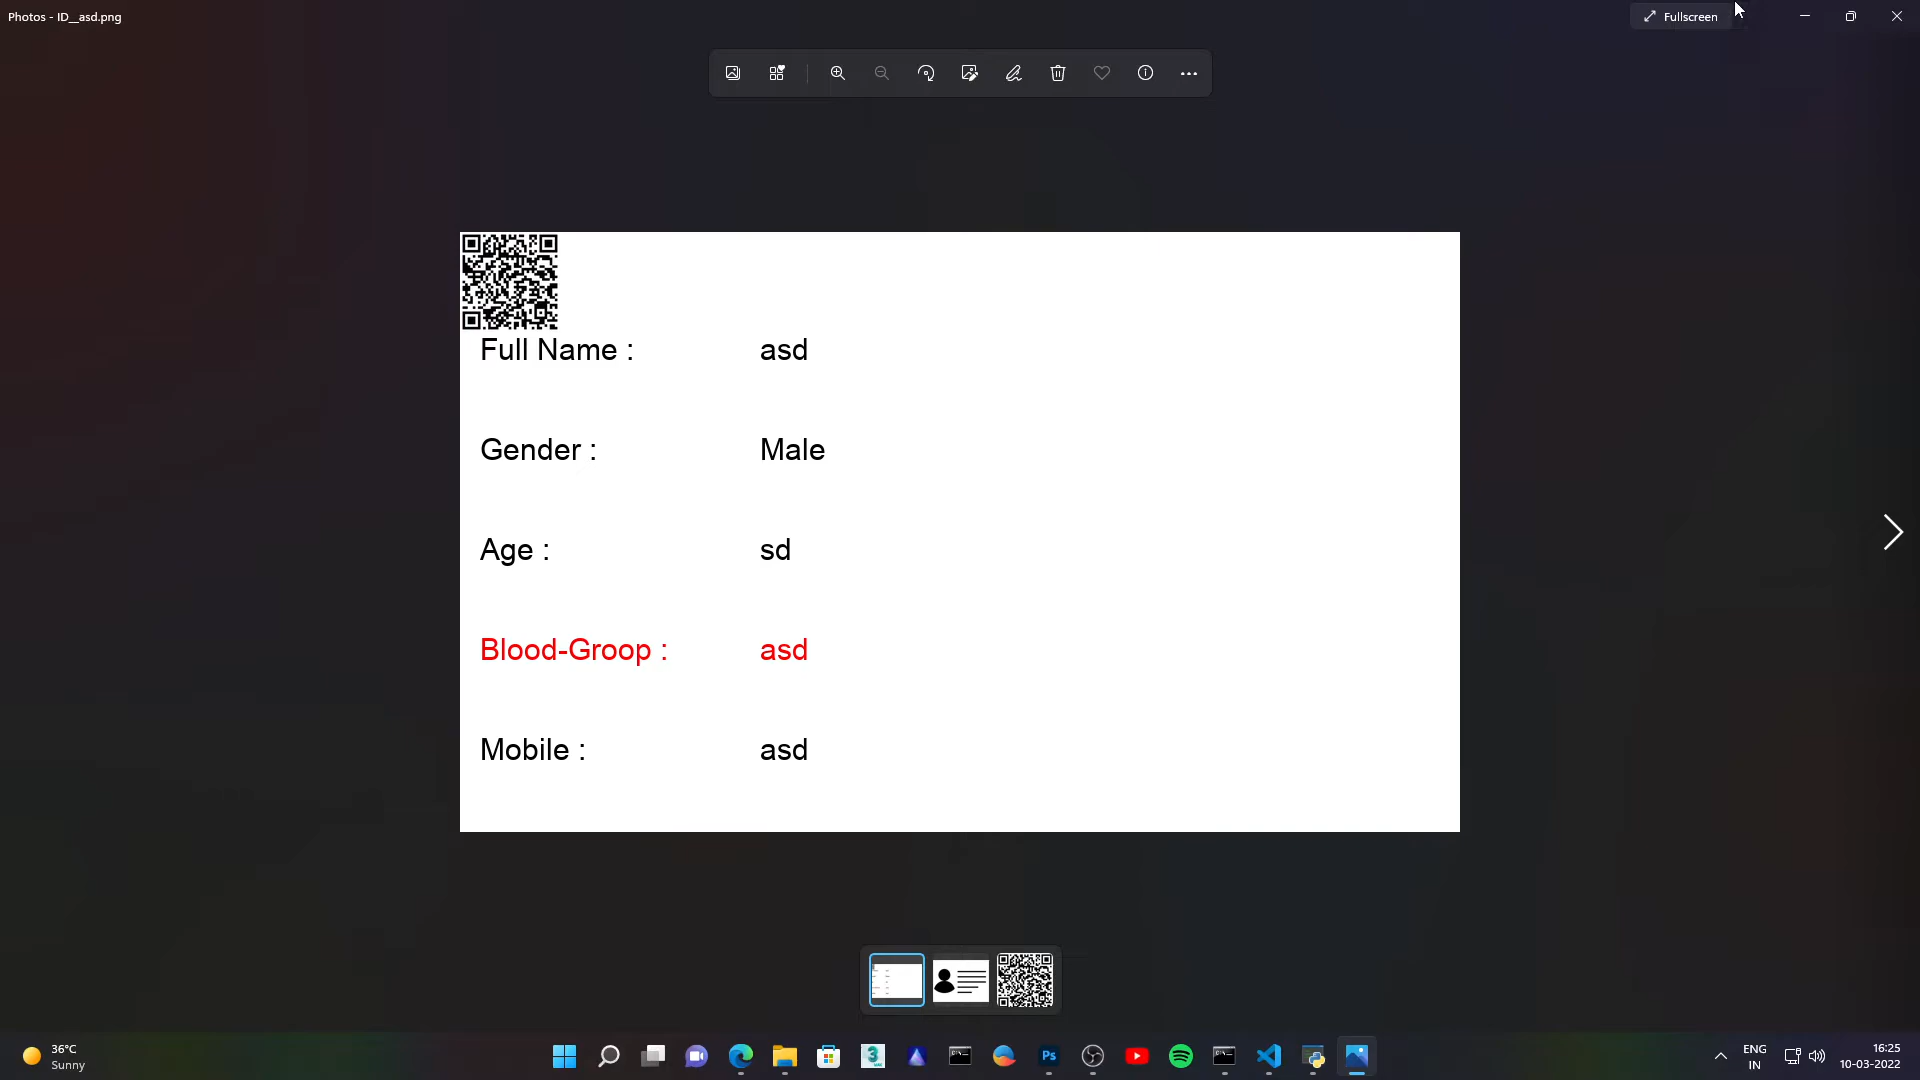 Photos - ID__asd.png
Fullscreen
Full Name : asd
Gender : Male
Age : sd
Blood-Groop : asd
Mobile : asd
36°C
Sunny
Ps
ENG
IN
16:25
10-03-2022